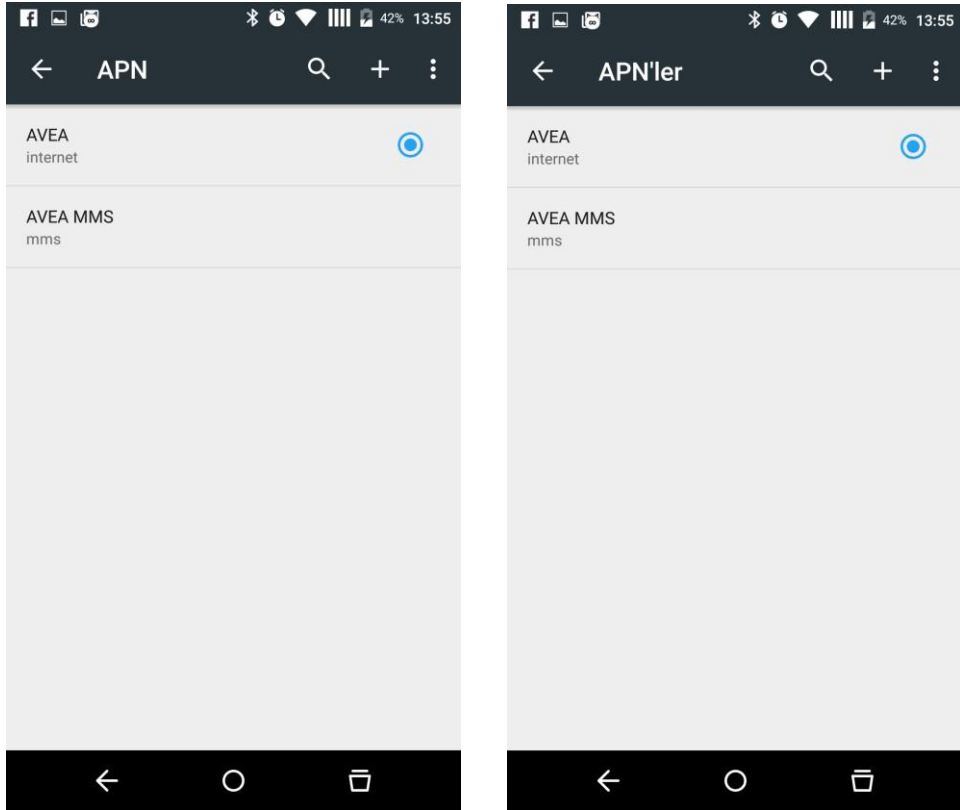 42% 13:55
APN
AVEA
internet
AVEA MMS
mms
42% 13:55
APN'ler
AVEA
internet
AVEA MMS
mms